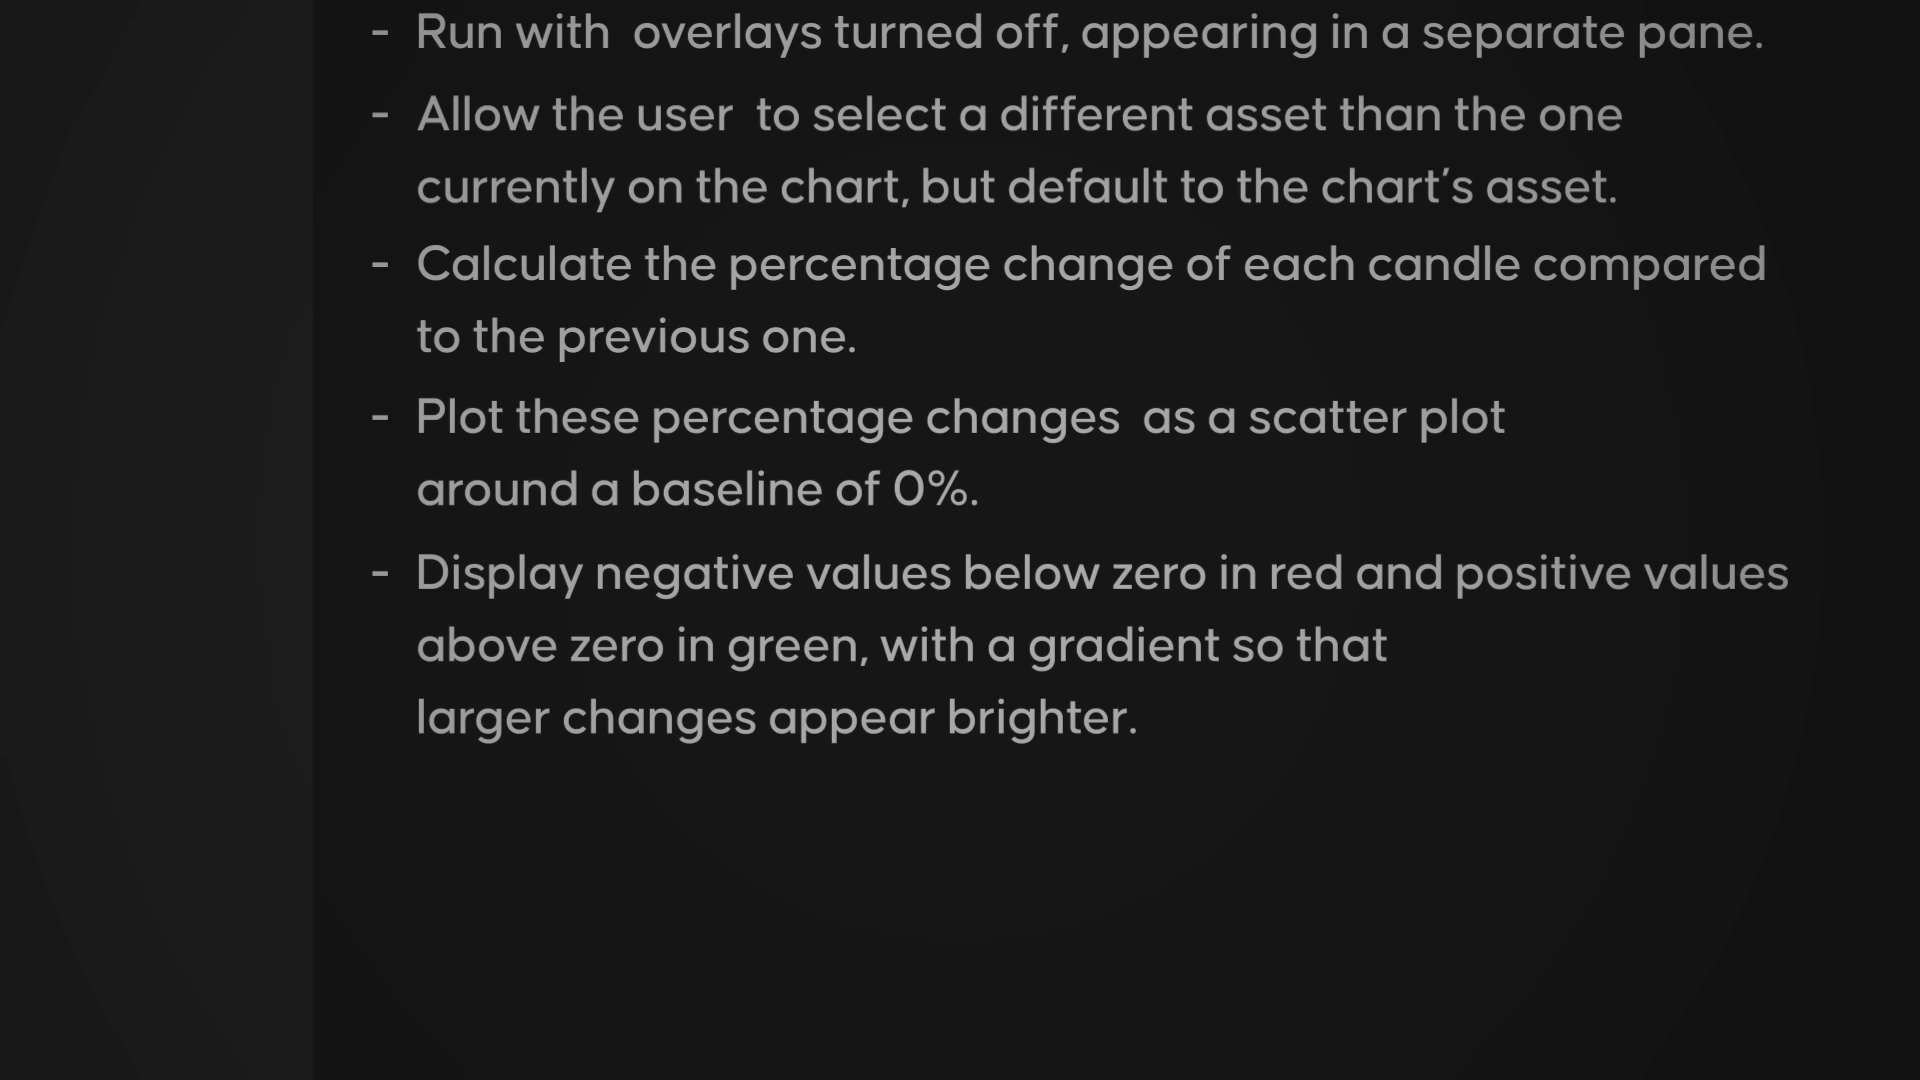 - Run with overlays turned off, appearing in a separate pane.
- Allow the user to select a different asset than the one
currently on the chart, but default to the chart's asset.
- Calculate the percentage change of each candle compared
to the previous one.
- Plot these percentage changes as a scatter plot
around a baseline of 0%.
- Display negative values below zero in red and positive values
above zero in green, with a gradient so that
larger changes appear brighter.